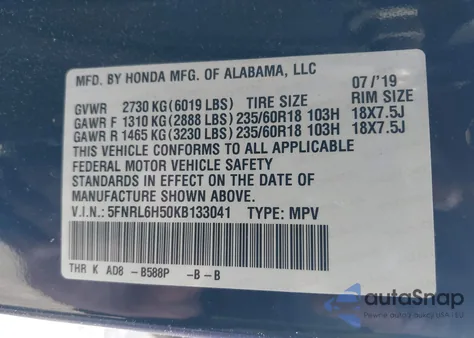 MFD. BY HONDA MFG. OF ALABAMA, LLC 07/'19
GVWR 2730 KG (6019 LBS) TIRE SIZE RIM SIZE
GAWR F 1310 KG (2888 LBS) 235/60R18 103H 18X7.5J
GAWR R 1465 KG (3230 LBS) 235/60R18 103H 18X7.5J
THIS VEHICLE CONFORMS TO ALL APPLICABLE
FEDERAL MOTOR VEHICLE SAFETY
STANDARDS IN EFFECT ON THE DATE OF
MANUFACTURE SHOWN ABOVE.
V.I.N.: 5FNRL6H50KB133041 TYPE: MPV
THR K AD8 -B588P -B -B
autoSnap